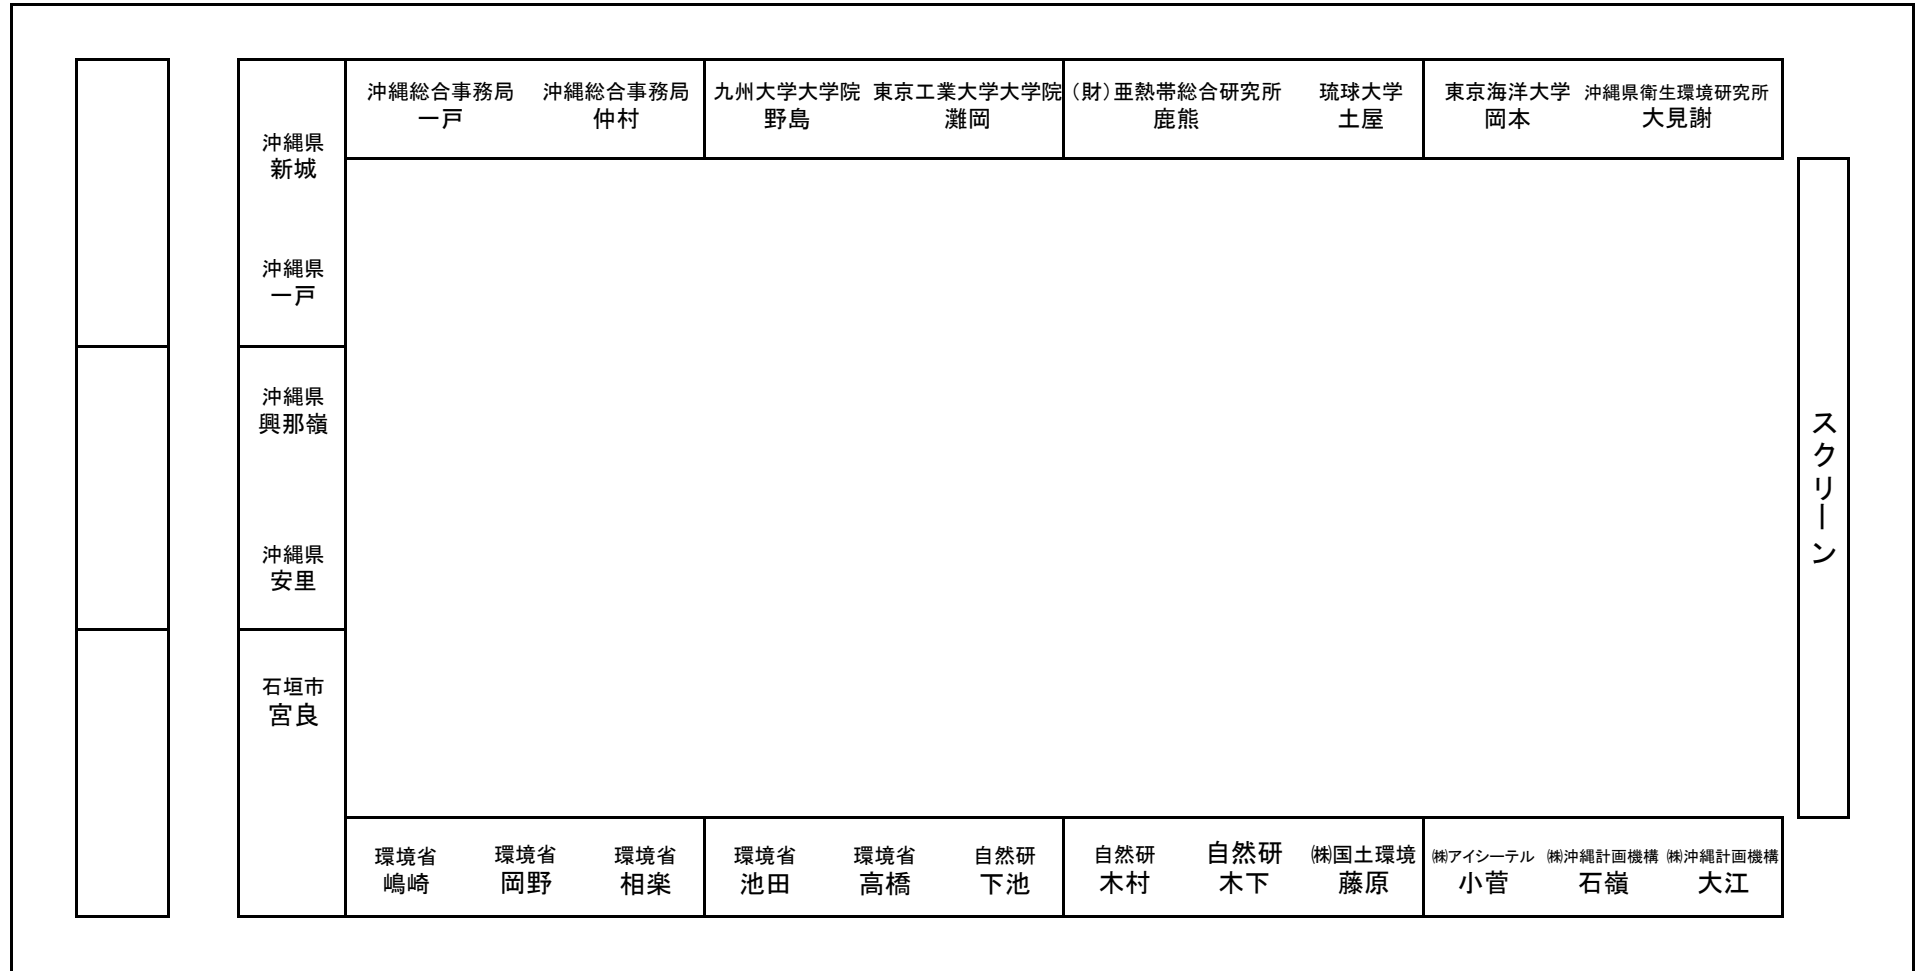 沖縄総合事務局
一戸
沖縄総合事務局
仲村
九州大学大学院
野島
東京工業大学大学院
灘岡
（財）亜熱帯総合研究所
鹿熊
琉球大学
土屋
東京海洋大学
岡本
沖縄県衛生環境研究所
大見謝
沖縄県
新城
沖縄県
一戸
沖縄県
興那嶺
沖縄県
安里
石垣市
宮良
スクリーン
環境省
嶋崎
環境省
岡野
環境省
相楽
環境省
池田
環境省
高橋
自然研
下池
自然研
木村
自然研
木下
㈱国土環境
藤原
㈱アイシーテル
小菅
㈱沖縄計画機構
石嶺
㈱沖縄計画機構
大江